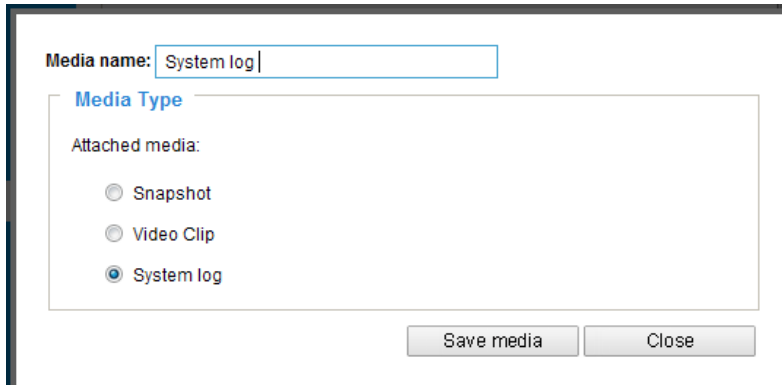 Media name: System log
Media Type
Attached media:
Snapshot
Video Clip
System log
Save media Close